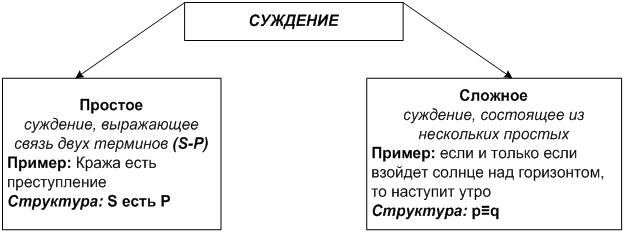 СУЖДЕНИЕ
Простое
суждение, выражающее
связь двух терминов (S-P)
Пример: Кража есть
преступление
Структура: S есть P
Сложное
суждение, состоящее из
нескольких простых
Пример: если и только если
взойдет солнце над горизонтом,
то наступит утро
Структура: p≡q